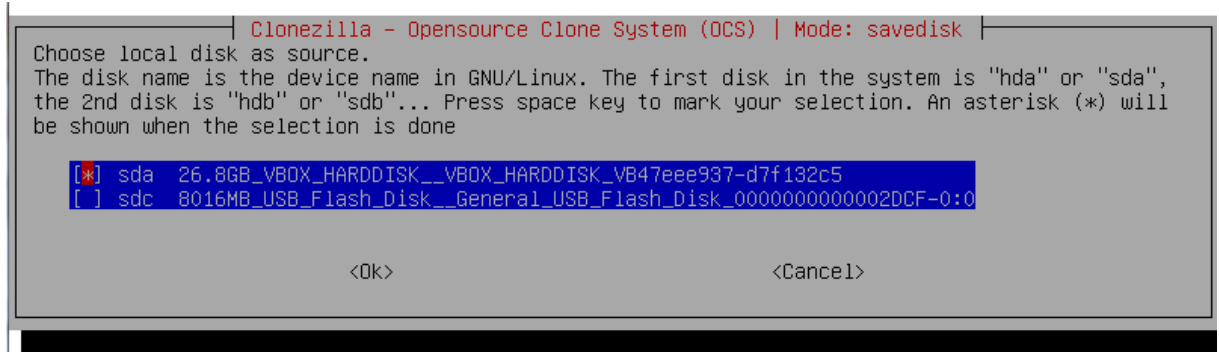 Clonezilla - Opensource Clone System (OCS) | Mode: savedisk
Choose local disk as source.
The disk name is the device name in GNU/Linux. The first disk in the system is "hda" or "sda",
the 2nd disk is "hdb" or "sdb"... Press space key to mark your selection. An asterisk (*) will
be shown when the selection is done
[*] sda 26.8GB_VBOX_HARDDISK__VBOX_HARDDISK_VB47eee937-d7f132c5
[ ] sdc 8016MB_USB_Flash_Disk__General_USB_Flash_Disk_0000000000002DCF-0:0
<Ok> <Cancel>